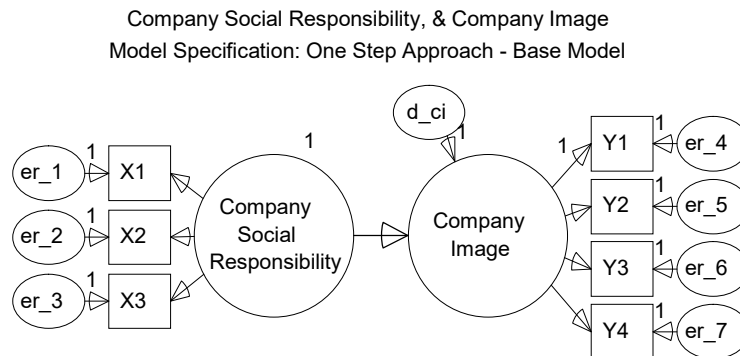 Company Social Responsibility, & Company Image
Model Specification: One Step Approach - Base Model
d_ci
1
1
er_1
1
X1
er_2
1
X2
er_3
1
X3
Company
Social
Responsibility
Company
Image
1
Y1
1
er_4
Y2
1
er_5
Y3
1
er_6
Y4
1
er_7